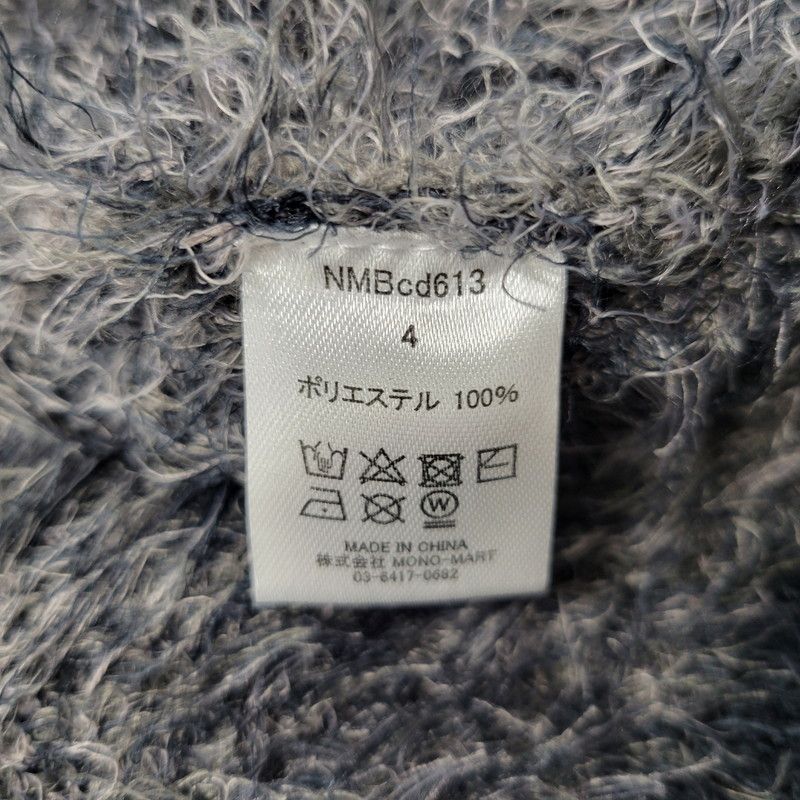 NMBcd613
4
ポリエステル 100%
W
MADE IN CHINA
株式会社 MONO-MART
03-6417-0682